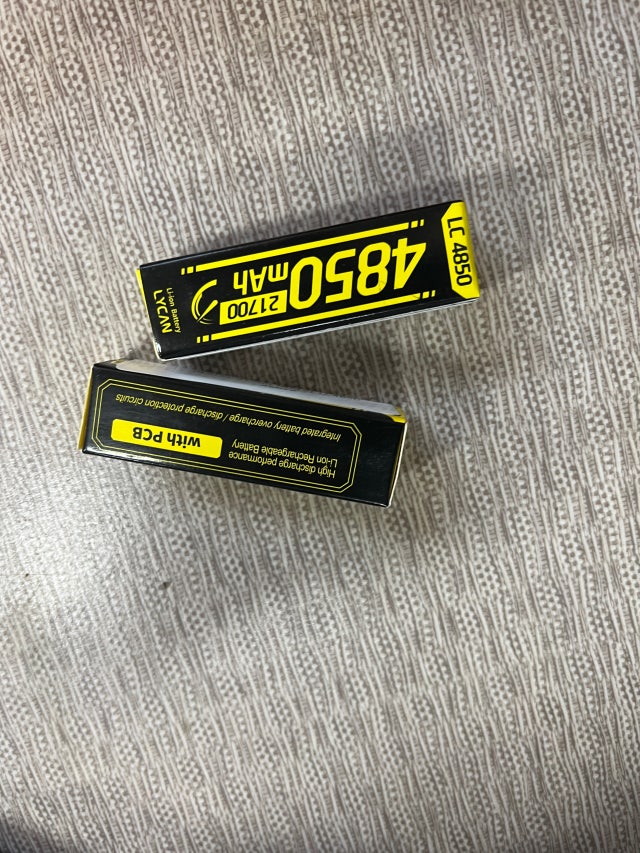 LC 4850
4850mAh
21700
LYCAN
Li-ion Battery
High discharge performance
Li-ion Rechargeable Battery
with PCB
Integrated battery overcharge / discharge protection circuits